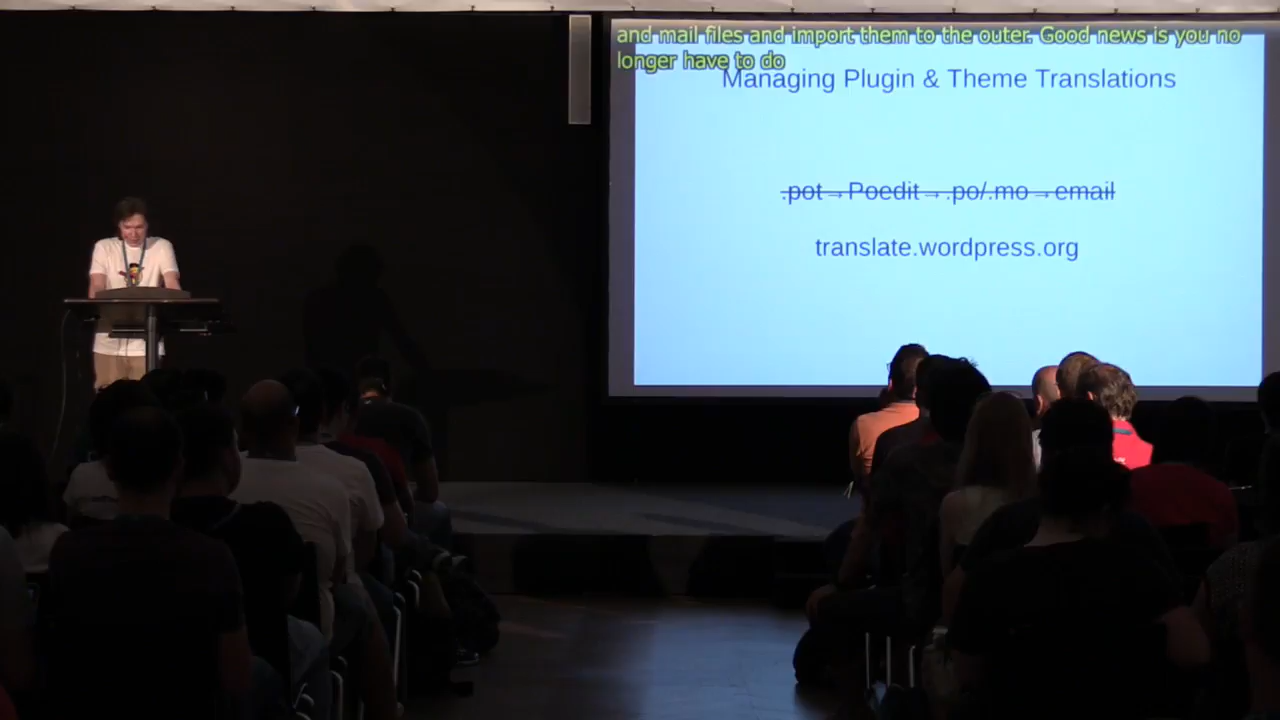 and mail files and import them to the outer. Good news is you no
longer have to do
Managing Plugin & Theme Translations
.pot→Poedit→.po/.mo→email
translate.wordpress.org